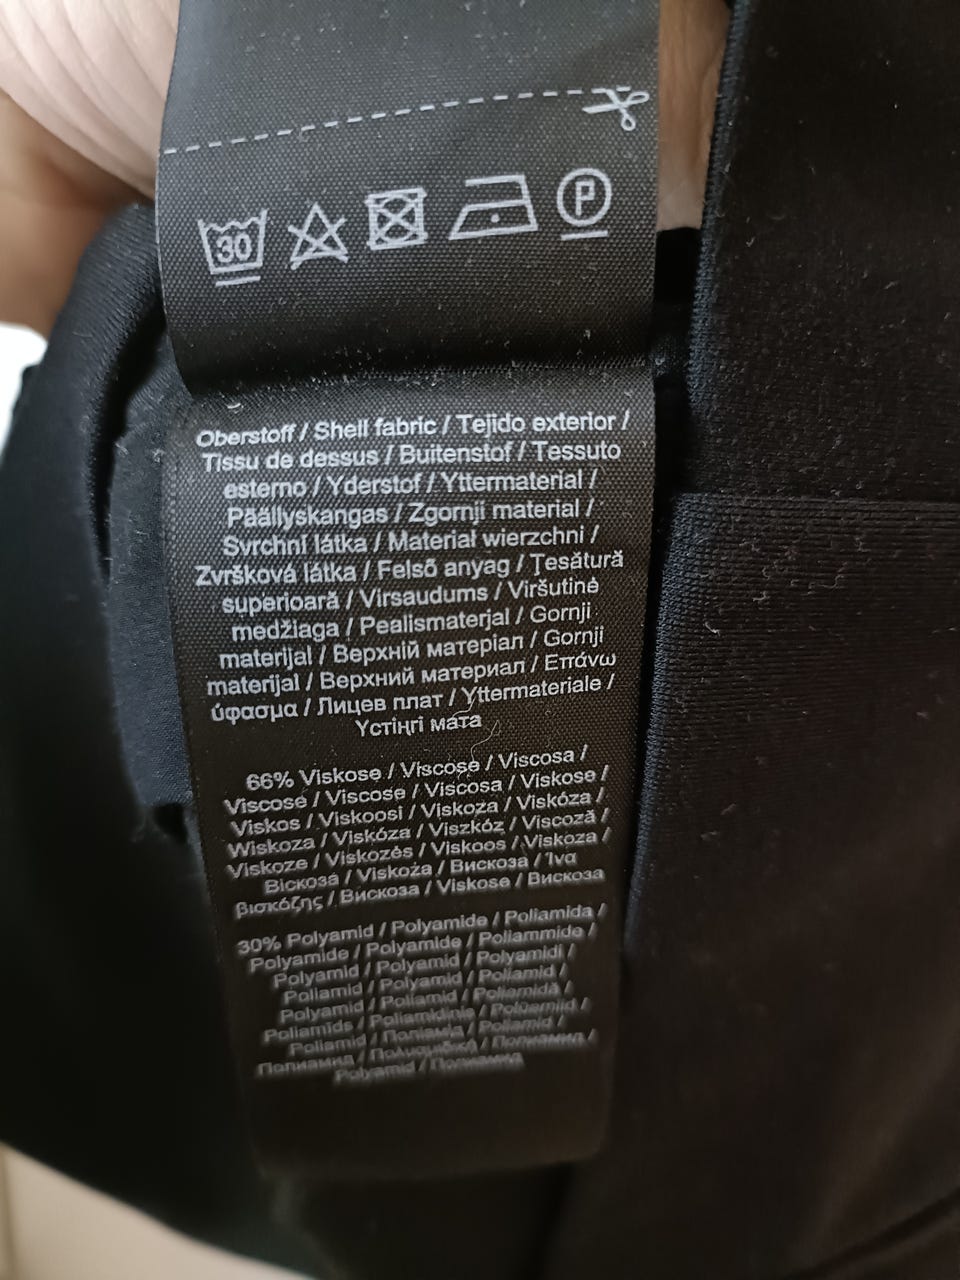 30
P
Oberstoff / Shell fabric / Tejido exterior /
Tissu de dessus / Buitenstof / Tessuto
esterno / Yderstof / Yttermaterial /
Päällyskangas / Zgornji material /
Svrchní látka / Materiał wierzchni /
Zvršková látka / Felső anyag / Țesătură
superioară / Virsaudums / Viršutinė
medžiaga / Pealismaterjal / Gornji
materijal / Верхній матеріал / Gornji
materijal / Верхний материал / Επάνω
ύφασμα / Лицев плат / Yttermateriale /
Үстіңгі мата
66% Viskose / Viscose / Viscosa /
Viscose / Viscose / Viscosa / Viskose /
Viskos / Viskoosi / Viskoza / Viskóza /
Wiskoza / Viskóza / Viszkóz / Viscoză /
Viskoze / Viskozės / Viskoos / Viskoza /
Віскоза / Viskoza / Вискоза / Ίνα
βισκόζης / Вискоза / Viskose / Вискоза
30% Polyamid / Polyamide / Poliamida /
Polyamide / Polyamide / Poliammide /
Polyamid / Polyamid / Polyamidi /
Poliamid / Polyamid / Poliamid /
Polyamid / Poliamid / Poliamidă /
Poliamīds / Poliamidinis / Polüamiid /
Poliamid / Поліамід / Poliamid /
Полиамид / Πολυαμίδιο / Полиамид /
Polyamid / Полиамид